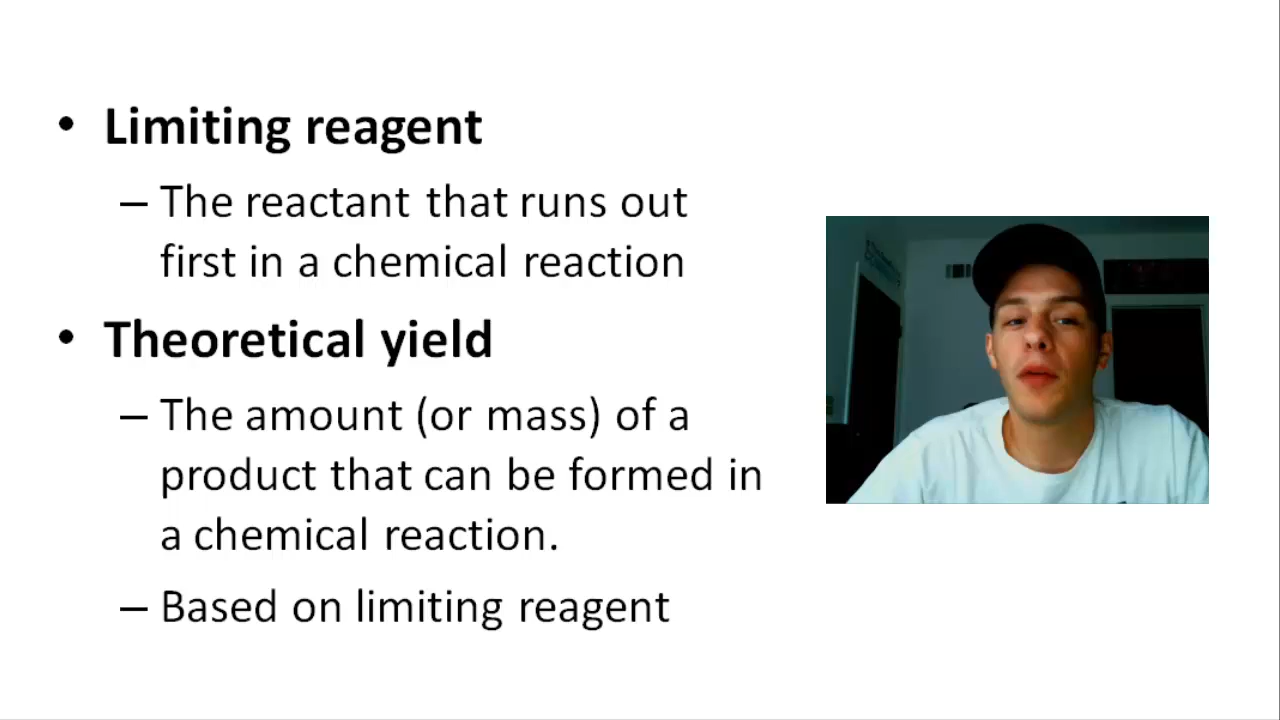 • Limiting reagent
– The reactant that runs out
first in a chemical reaction
• Theoretical yield
– The amount (or mass) of a
product that can be formed in
a chemical reaction.
– Based on limiting reagent